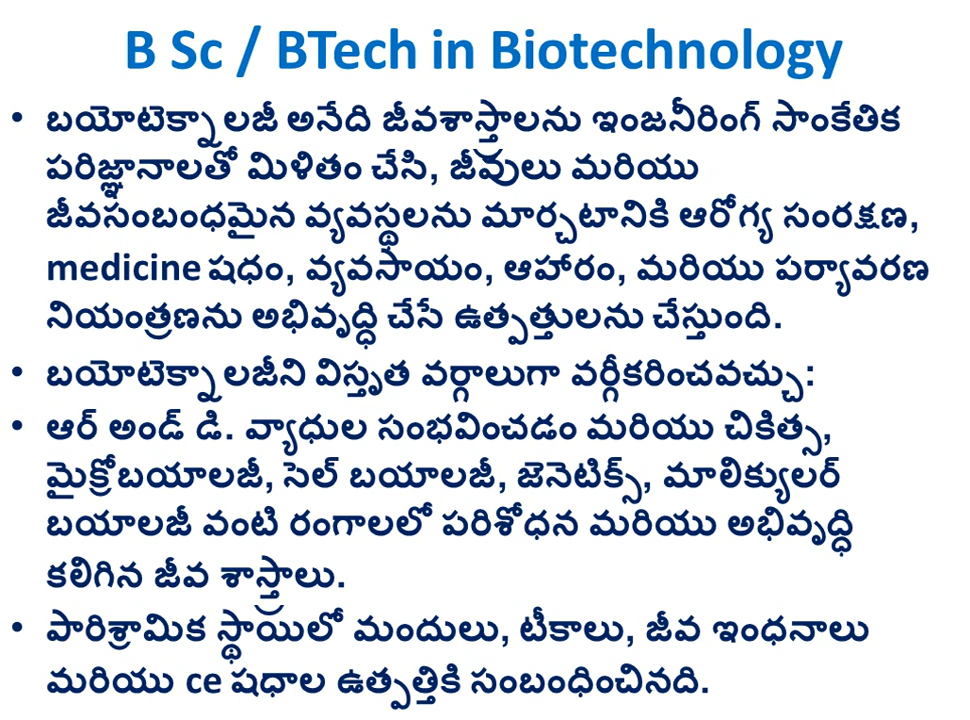 B Sc / BTech in Biotechnology
• బయోటెక్నాలజీ అనేది జీవశాస్త్రాలను ఇంజనీరింగ్ సాంకేతిక
పరిజ్ఞానాలతో మిళితం చేసి, జీవులు మరియు
జీవసంబంధమైన వ్యవస్థలను మార్చటానికి ఆరోగ్య సంరక్షణ,
medicine షధం, వ్యవసాయం, ఆహారం, మరియు పర్యావరణ
నియంత్రణను అభివృద్ధి చేసే ఉత్పత్తులను చేస్తుంది.
• బయోటెక్నాలజీని విస్తృత వర్గాలుగా వర్గీకరించవచ్చు:
• ఆర్ అండ్ డి. వ్యాధుల సంభవించడం మరియు చికిత్స,
మైక్రోబయాలజీ, సెల్ బయాలజీ, జెనెటిక్స్, మాలిక్యులర్
బయాలజీ వంటి రంగాలలో పరిశోధన మరియు అభివృద్ధి
కలిగిన జీవ శాస్త్రాలు.
• పారిశ్రామిక స్థాయిలో మందులు, టీకాలు, జీవ ఇంధనాలు
మరియు ce షధాల ఉత్పత్తికి సంబంధించినది.